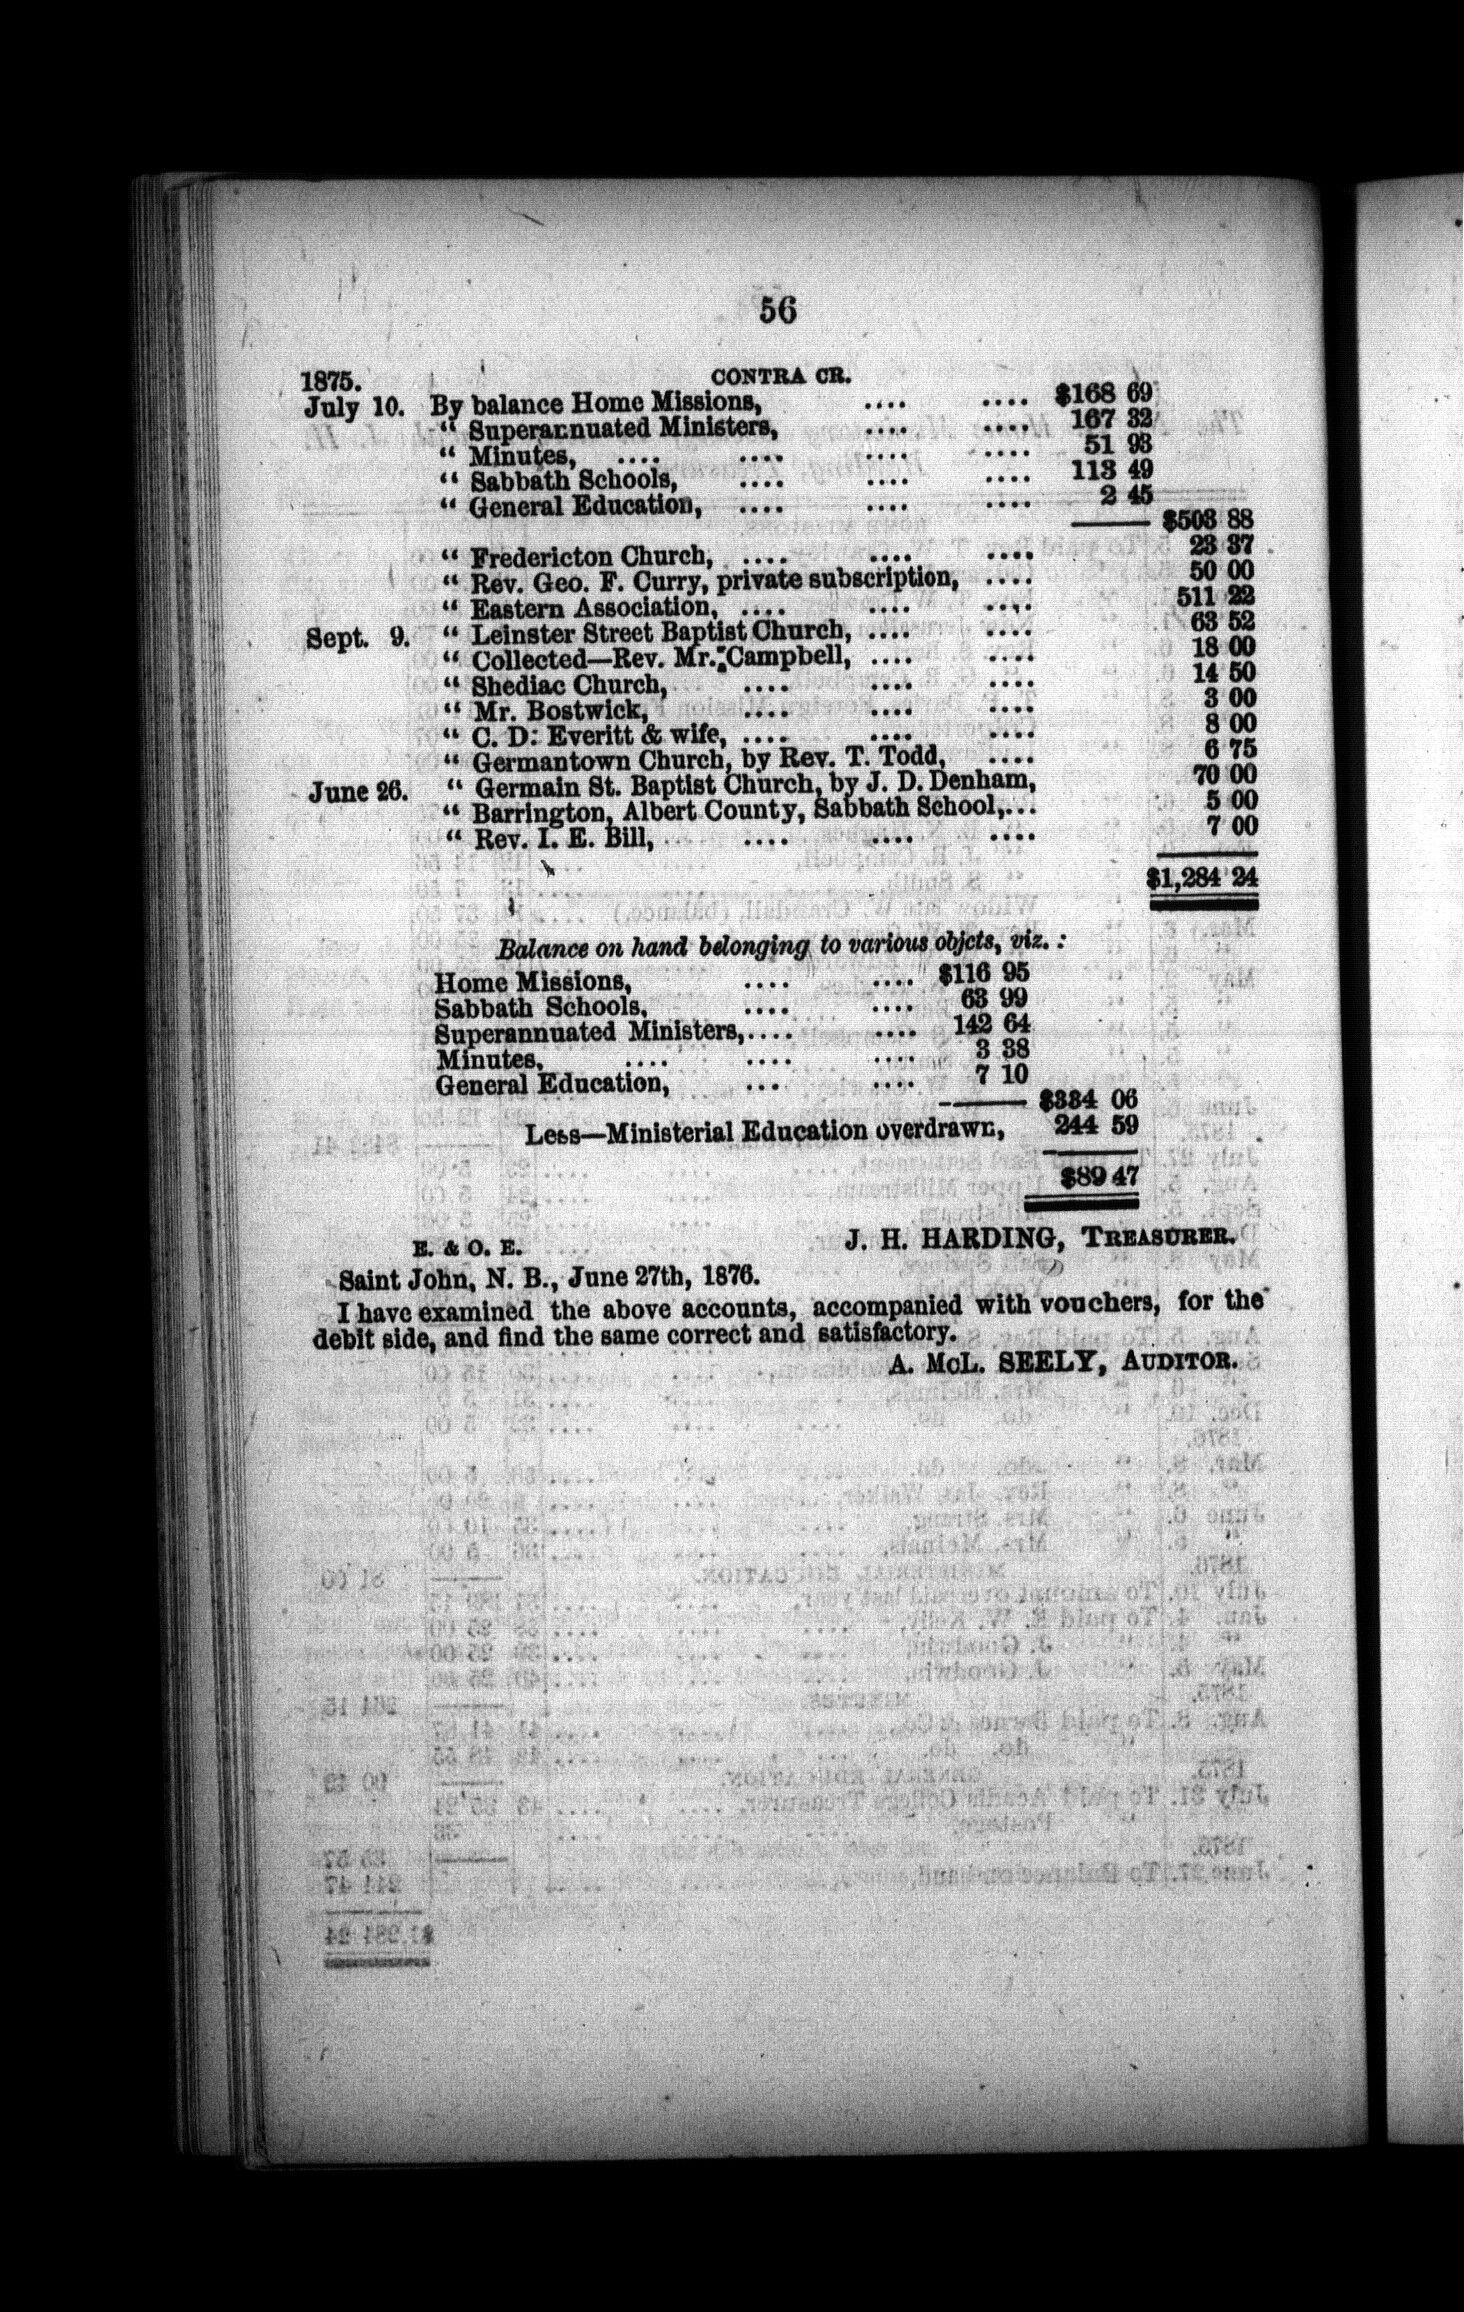 56
1875. CONTRA CR.
July 10. By balance Home Missions, .... .... $168 69
“ Superannuated Ministers, .... .... 167 32
“ Minutes, .... .... .... .... 51 93
“ Sabbath Schools, .... .... .... 113 49
“ General Education, .... .... .... 2 45
$503 88
“ Fredericton Church, .... .... .... 23 37
“ Rev. Geo. F. Curry, private subscription, .... 50 00
“ Eastern Association, .... .... .... 511 22
Sept. 9. “ Leinster Street Baptist Church, .... .... 63 52
“ Collected—Rev. Mr. Campbell, .... .... 18 00
“ Shediac Church, .... .... .... 14 50
“ Mr. Bostwick, .... .... .... 3 00
“ C. D. Everitt & wife, .... .... .... 8 00
“ Germantown Church, by Rev. T. Todd, .... 6 75
June 26. “ Germain St. Baptist Church, by J. D. Denham, 70 00
“ Barrington, Albert County, Sabbath School,... 5 00
“ Rev. I. E. Bill, .... .... .... 7 00
$1,284 24
Balance on hand belonging to various objcts, viz. :
Home Missions, .... .... $116 95
Sabbath Schools, .... .... 63 99
Superannuated Ministers,.... .... 142 64
Minutes, .... .... .... 3 38
General Education, ... .... 7 10
$334 06
Less—Ministerial Education overdrawn, 244 59
$89 47
E. & O. E. J. H. HARDING, TREASURER.
Saint John, N. B., June 27th, 1876.
I have examined the above accounts, accompanied with vouchers, for the
debit side, and find the same correct and satisfactory.
A. McL. SEELY, AUDITOR.